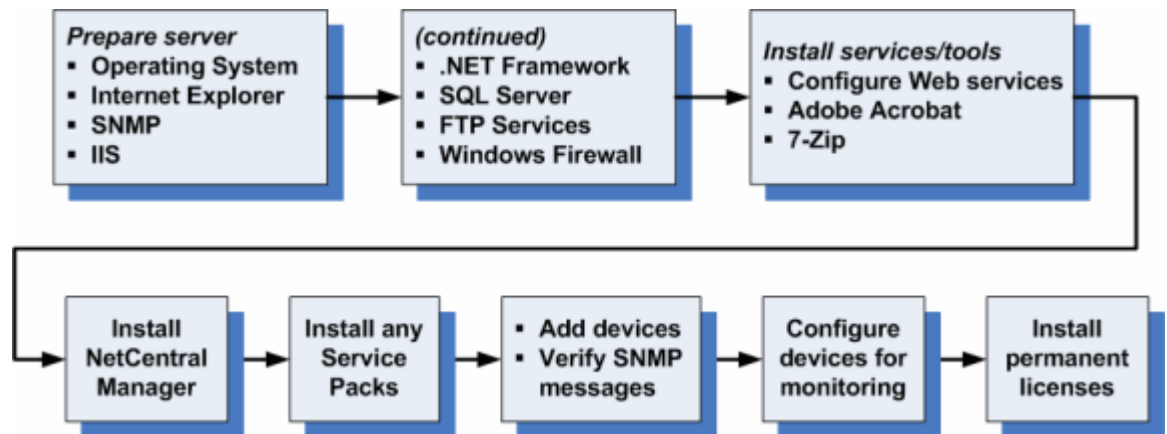 Prepare server
▪ Operating System
▪ Internet Explorer
▪ SNMP
▪ IIS
(continued)
▪ .NET Framework
▪ SQL Server
▪ FTP Services
▪ Windows Firewall
Install services/tools
▪ Configure Web services
▪ Adobe Acrobat
▪ 7-Zip
Install
NetCentral
Manager
Install any
Service
Packs
▪ Add devices
▪ Verify SNMP
messages
Configure
devices for
monitoring
Install
permanent
licenses